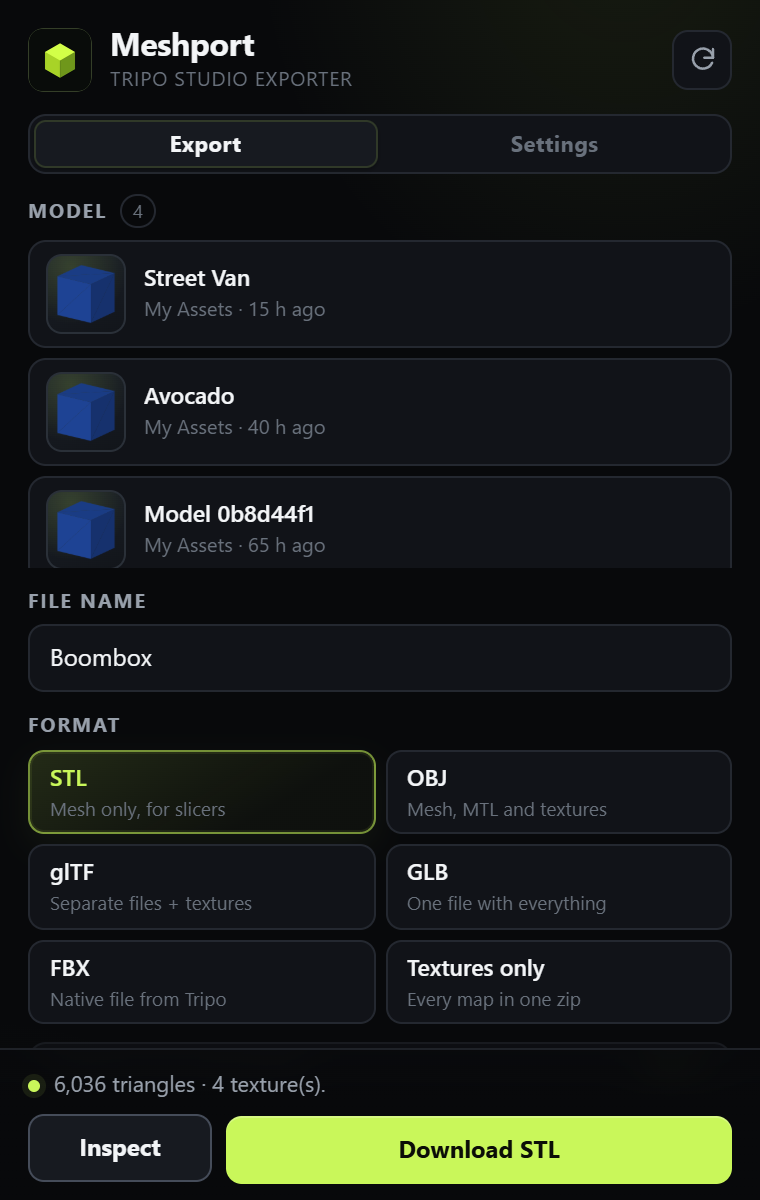 Meshport
TRIPO STUDIO EXPORTER
Export
Settings
MODEL 4
Street Van
My Assets · 15 h ago
Avocado
My Assets · 40 h ago
Model 0b8d44f1
My Assets · 65 h ago
FILE NAME
Boombox
FORMAT
STL
Mesh only, for slicers
OBJ
Mesh, MTL and textures
glTF
Separate files + textures
GLB
One file with everything
FBX
Native file from Tripo
Textures only
Every map in one zip
6,036 triangles · 4 texture(s).
Inspect
Download STL